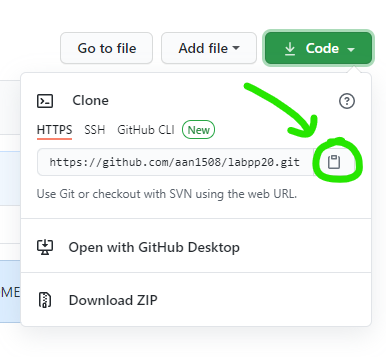 Go to file
Add file
Code
Clone
HTTPS SSH GitHub CLI New
https://github.com/aan1508/labpp20.git
Use Git or checkout with SVN using the web URL.
Open with GitHub Desktop
ME
Download ZIP